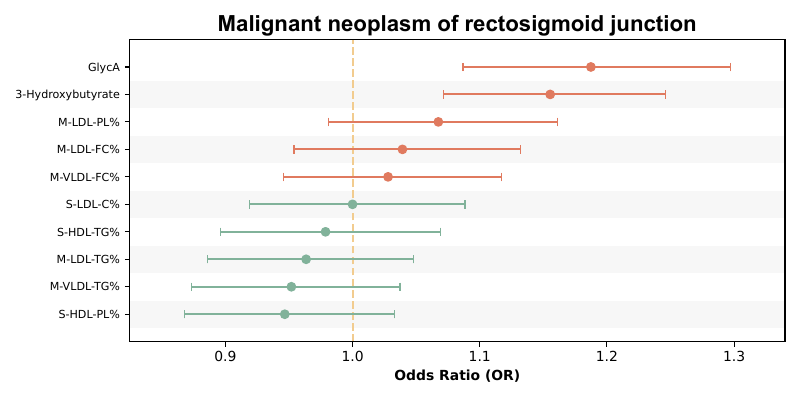 Malignant neoplasm of rectosigmoid junction
GlycA
3-Hydroxybutyrate
M-LDL-PL%
M-LDL-FC%
M-VLDL-FC%
S-LDL-C%
S-HDL-TG%
M-LDL-TG%
M-VLDL-TG%
S-HDL-PL%
0.9 1.0 1.1 1.2 1.3
Odds Ratio (OR)